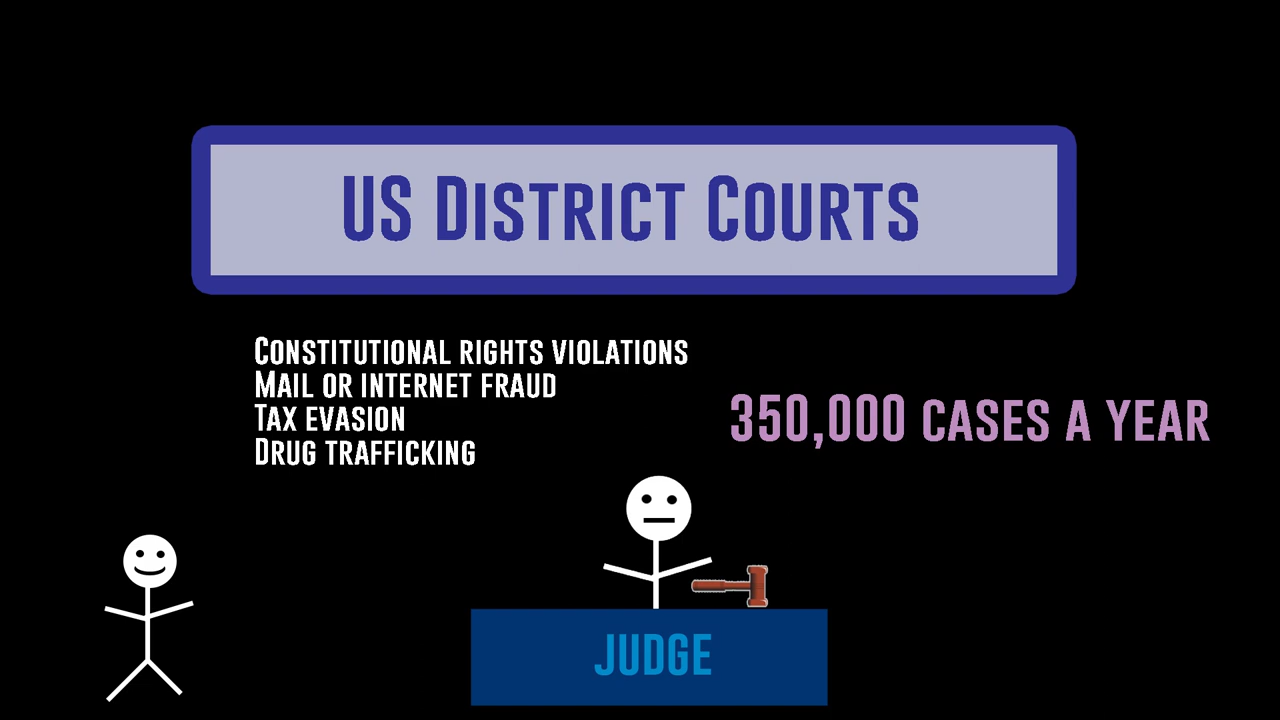 US District Courts
Constitutional rights violations
Mail or internet fraud
Tax evasion
Drug trafficking
350,000 cases a year
JUDGE